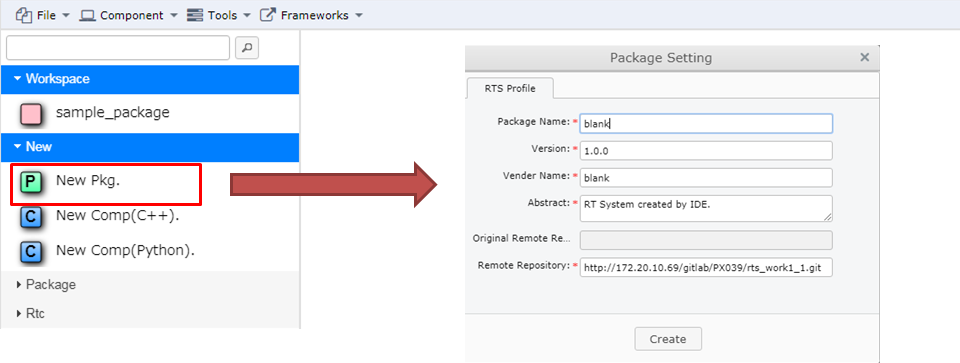 File Component Tools Frameworks
Workspace
sample_package
New
P New Pkg.
C New Comp(C++).
C New Comp(Python).
Package
Rtc
Package Setting
RTS Profile
Package Name: * blank
Version: * 1.0.0
Vender Name: * blank
Abstract: * RT System created by IDE.
Original Remote Re...
Remote Repository: * http://172.20.10.69/gitlab/PX039/rts_work1_1.git
Create